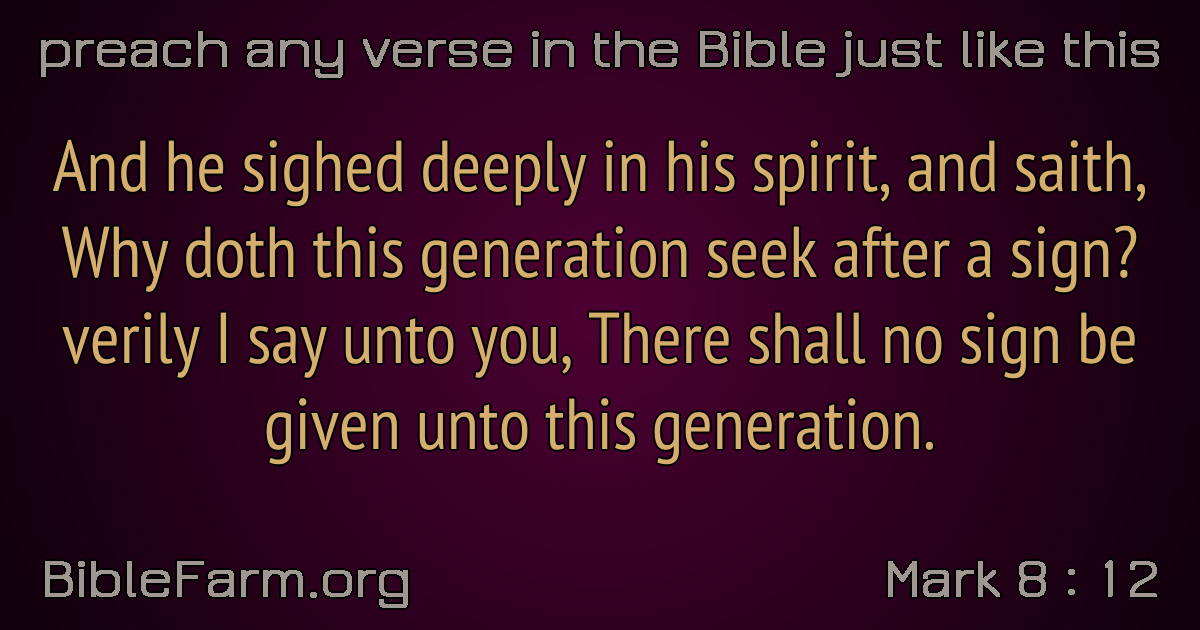 preach any verse in the Bible just like this
And he sighed deeply in his spirit, and saith,
Why doth this generation seek after a sign?
verily I say unto you, There shall no sign be
given unto this generation.
BibleFarm.org
Mark 8 : 12